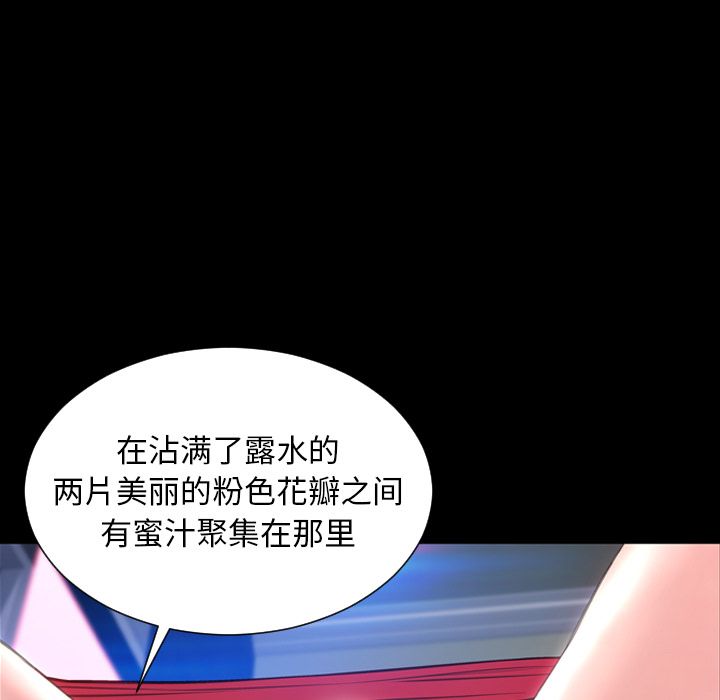 在沾满了露水的
两片美丽的粉色花瓣之间
有蜜汁聚集在那里